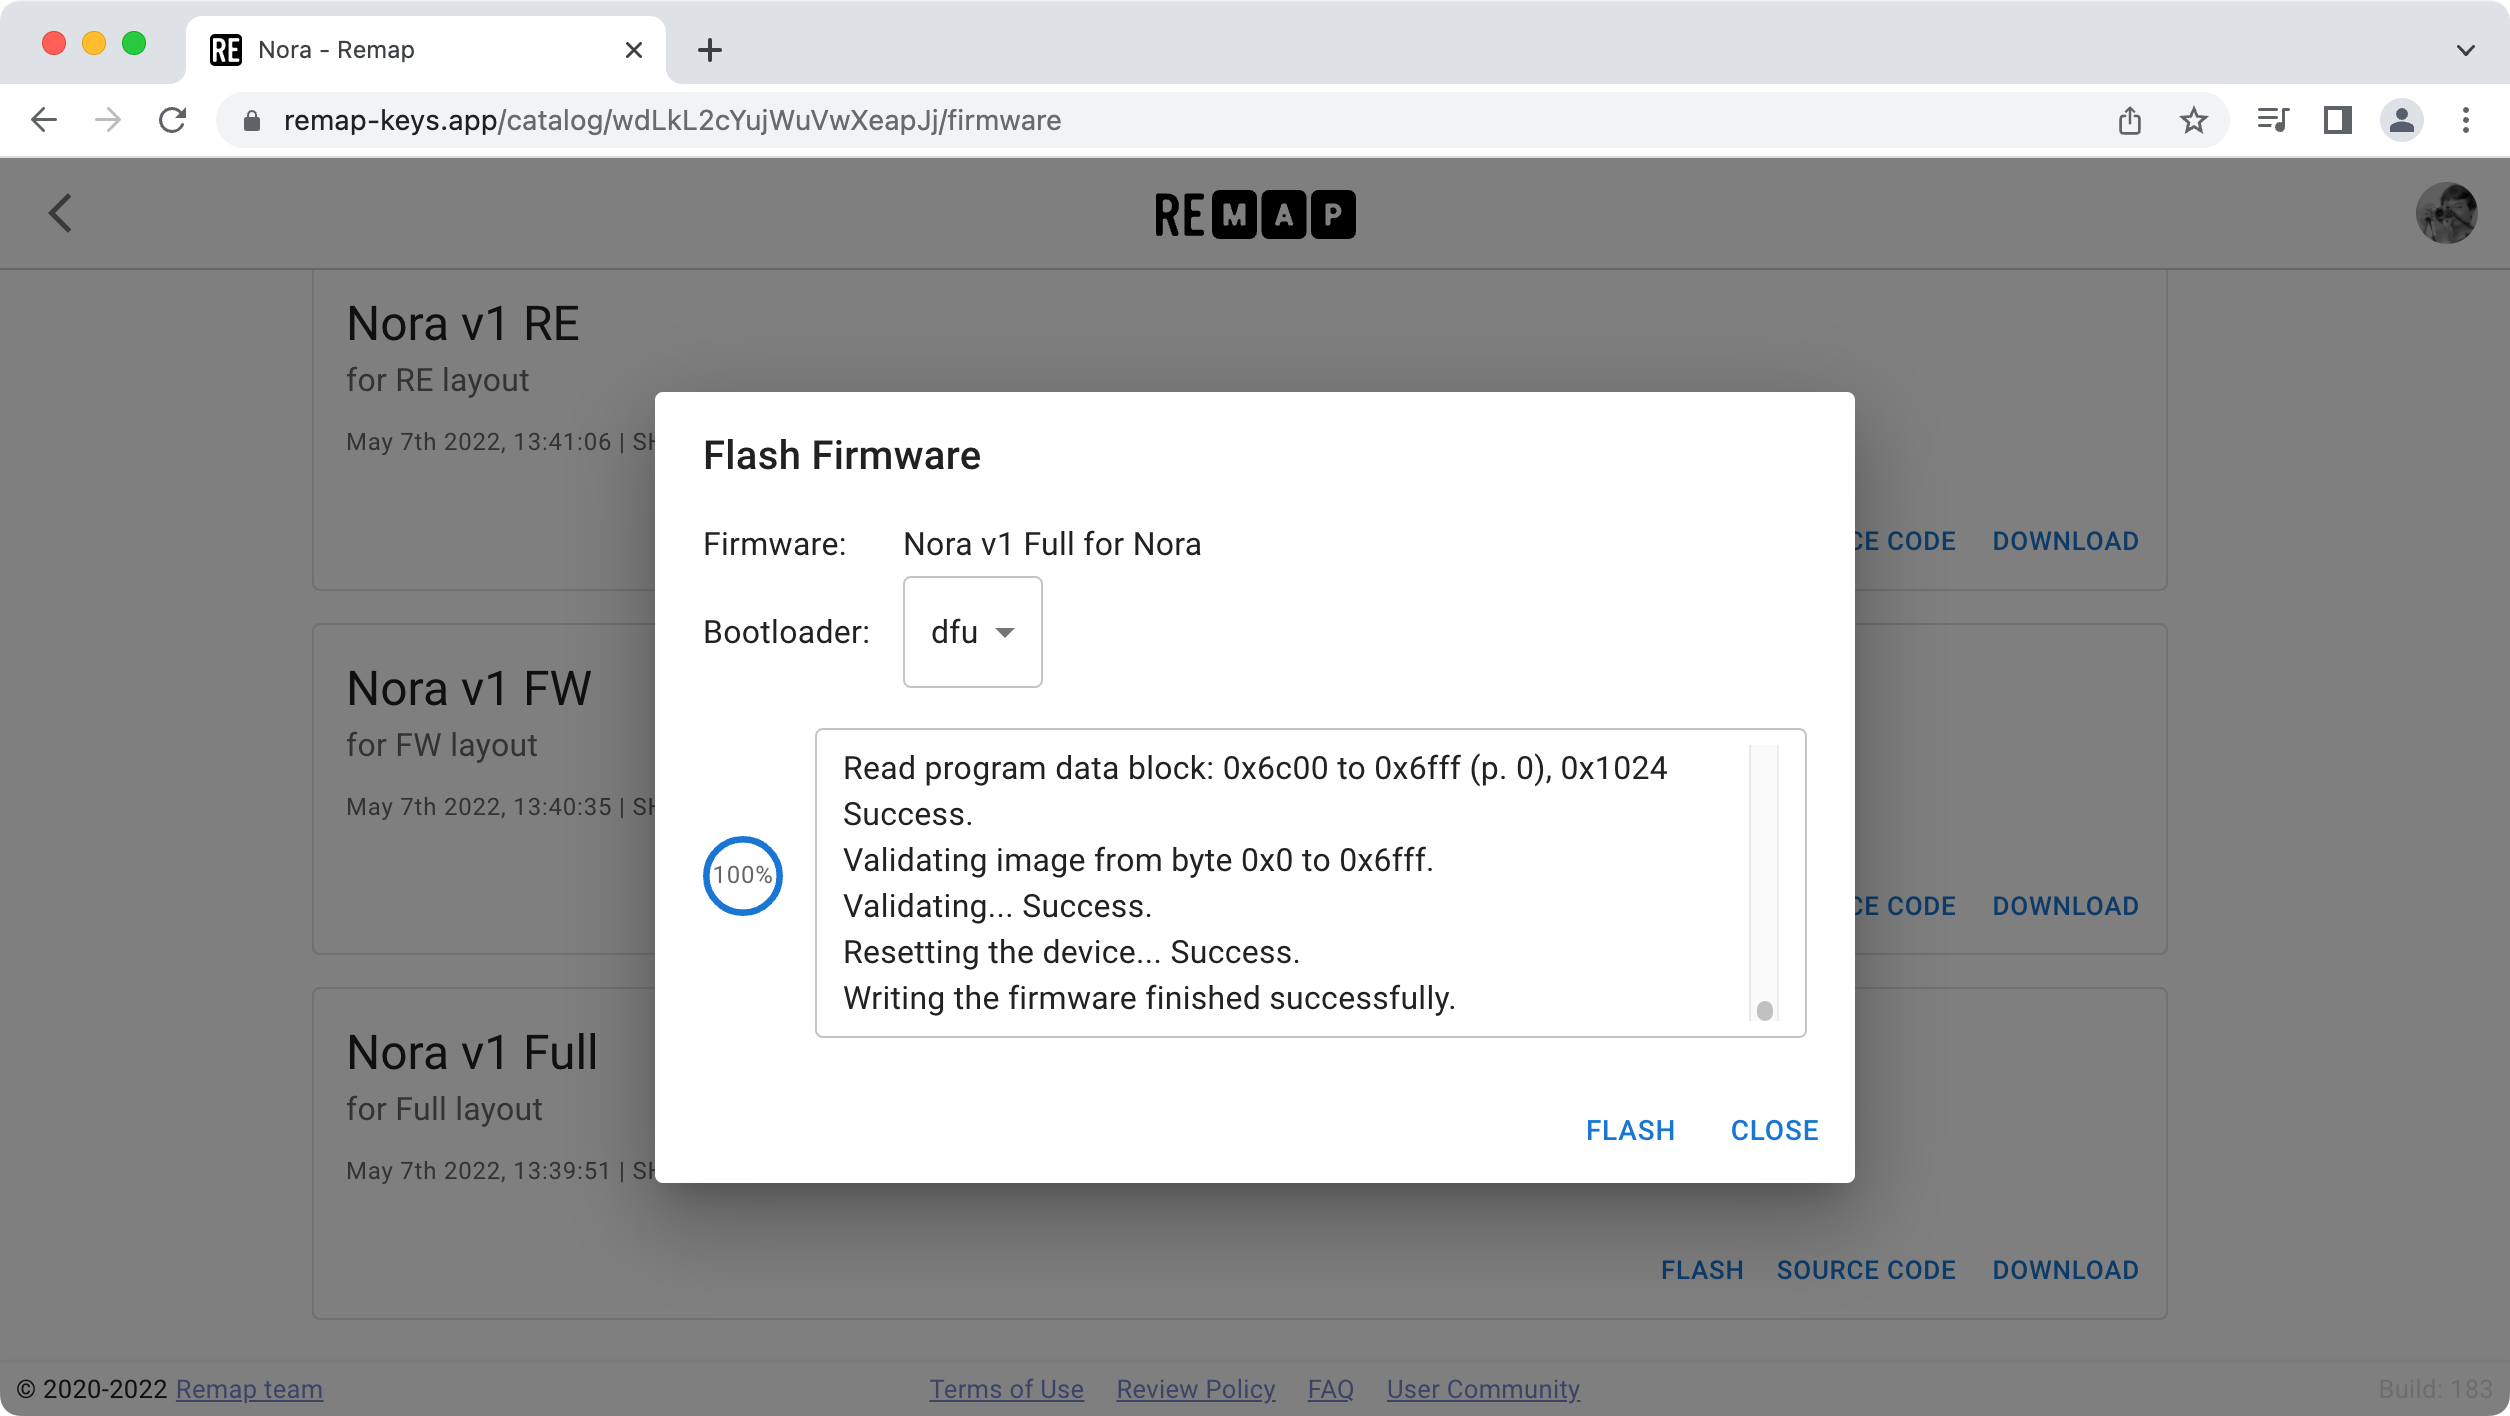 RE Nora - Remap
remap-keys.app/catalog/wdLkL2cYujWuVwXeapJj/firmware
REMAP
Nora v1 RE
for RE layout
May 7th 2022, 13:41:06 | SH
CE CODE DOWNLOAD
Nora v1 FW
for FW layout
May 7th 2022, 13:40:35 | SH
CE CODE DOWNLOAD
Nora v1 Full
for Full layout
May 7th 2022, 13:39:51 | SH
FLASH SOURCE CODE DOWNLOAD
Flash Firmware
Firmware: Nora v1 Full for Nora
Bootloader: dfu
100%
Read program data block: 0x6c00 to 0x6fff (p. 0), 0x1024
Success.
Validating image from byte 0x0 to 0x6fff.
Validating... Success.
Resetting the device... Success.
Writing the firmware finished successfully.
FLASH CLOSE
© 2020-2022 Remap team Terms of Use Review Policy FAQ User Community Build: 183